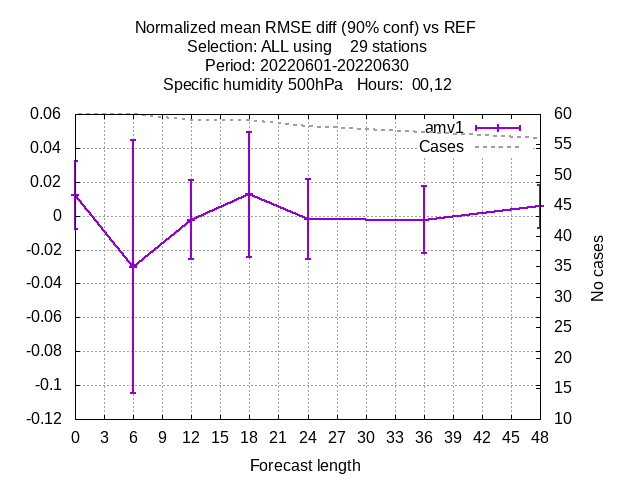 Normalized mean RMSE diff (90% conf) vs REF
Selection: ALL using    29 stations
Period: 20220601-20220630
Specific humidity 500hPa   Hours:  00,12
amv1
Cases
0.06
0.04
0.02
0
-0.02
-0.04
-0.06
-0.08
-0.1
-0.12
60
55
50
45
40
35
30
25
20
15
10
No cases
0 3 6 9 12 15 18 21 24 27 30 33 36 39 42 45 48
Forecast length